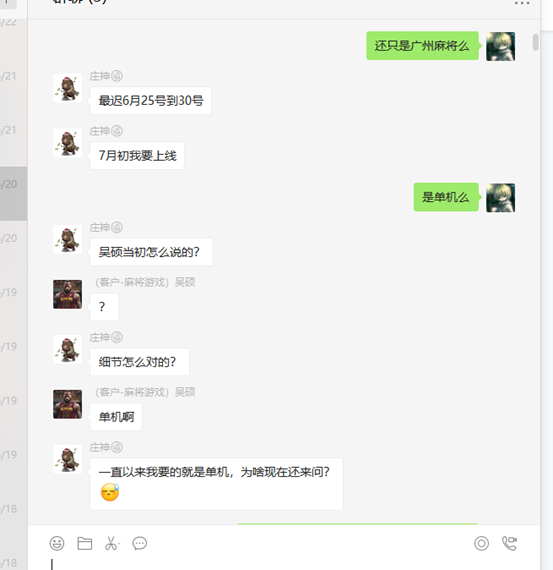 /22
还只是广州麻将么
/21
庄神
最迟6月25号到30号
/21
庄神
7月初我要上线
/20
是单机么
/20
庄神
吴硕当初怎么说的？
/19
（客户-麻将游戏）吴硕
？
/19
庄神
细节怎么对的？
/19
（客户-麻将游戏）吴硕
单机啊
/19
庄神
一直以来我要的就是单机，为啥现在还来问？
/18
/18